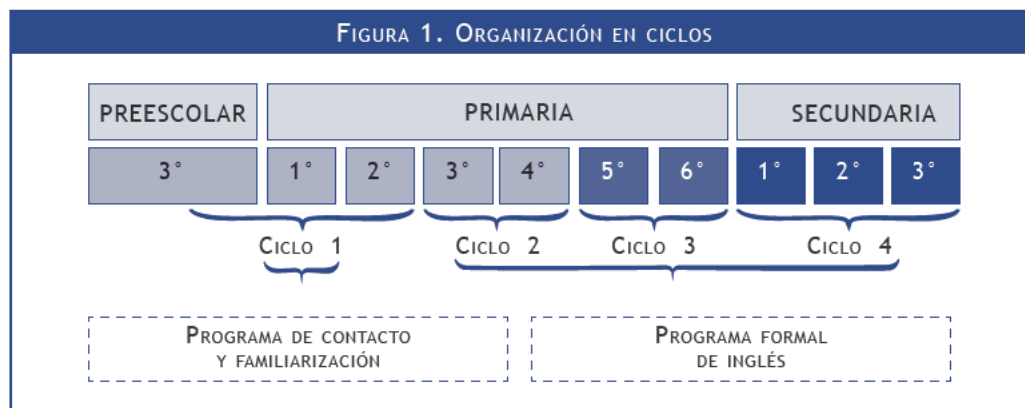 Figura 1. Organización en ciclos
PREESCOLAR PRIMARIA SECUNDARIA
3° 1° 2° 3° 4° 5° 6° 1° 2° 3°
Ciclo 1 Ciclo 2 Ciclo 3 Ciclo 4
Programa de contacto
y familiarización
Programa formal
de inglés